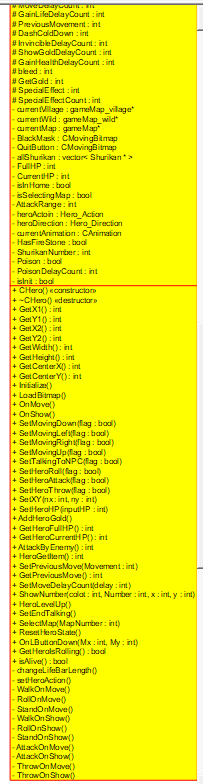 # MoveDelayCount : int
# GainLifeDelayCount : int
# PreviousMovement : int
# DashColdDown : int
# InvincibleDelayCount : int
# ShowGoldDelayCount : int
# GainHealthDelayCount : int
# bleed : int
# GetGold : int
# SpecialEffect : int
# SpecialEffectCount : int
- currentVillage : gameMap_village*
- currentWild : gameMap_wild*
- currentMap : gameMap*
- BlackMask : CMovingBitmap
- QuitButton : CMovingBitmap
- allShurikan : vector< Shurikan * >
- FullHP : int
- CurrentHP : int
- isInHome : bool
- isSelectingMap : bool
- AttackRange : int
- heroActoin : Hero_Action
- heroDirection : Hero_Direction
- currentAnimation : CAnimation
- HasFireStone : bool
- ShurikanNumber : int
- Poison : bool
- PoisonDelayCount : int
- isInit : bool
+ CHero() «constructor»
+ ~CHero() «destructor»
+ GetX1() : int
+ GetY1() : int
+ GetX2() : int
+ GetY2() : int
+ GetWidth() : int
+ GetHeight() : int
+ GetCenterX() : int
+ GetCenterY() : int
+ Initialize()
+ LoadBitmap()
+ OnMove()
+ OnShow()
+ SetMovingDown(flag : bool)
+ SetMovingLeft(flag : bool)
+ SetMovingRight(flag : bool)
+ SetMovingUp(flag : bool)
+ SetTalkingToNPC(flag : bool)
+ SetHeroRoll(flag : bool)
+ SetHeroAttack(flag : bool)
+ SetHeroThrow(flag : bool)
+ SetXY(nx : int, ny : int)
+ SetHeroHP(inputHP : int)
+ AddHeroGold()
+ GetHeroFullHP() : int
+ GetHeroCurrentHP() : int
+ AttackByEnemy() : int
+ HeroGetItem() : int
+ SetPreviousMove(Movement : int)
+ GetPreviousMove() : int
+ SetMoveDelayCount(delay : int)
+ ShowNumber(colot : int, Number : int, x : int, y : int)
+ HeroLevelUp()
+ SetEndTalking()
+ SelectMap(MapNumber : int)
+ ResetHeroState()
+ OnLButtonDown(Mx : int, My : int)
+ GetHeroIsRolling() : bool
+ isAlive() : bool
- changeLifeBarLength()
- setHeroAction()
- WalkOnMove()
- RollOnMove()
- StandOnMove()
- WalkOnShow()
- RollOnShow()
- StandOnShow()
- AttackOnMove()
- AttackOnShow()
- ThrowOnMove()
- ThrowOnShow()